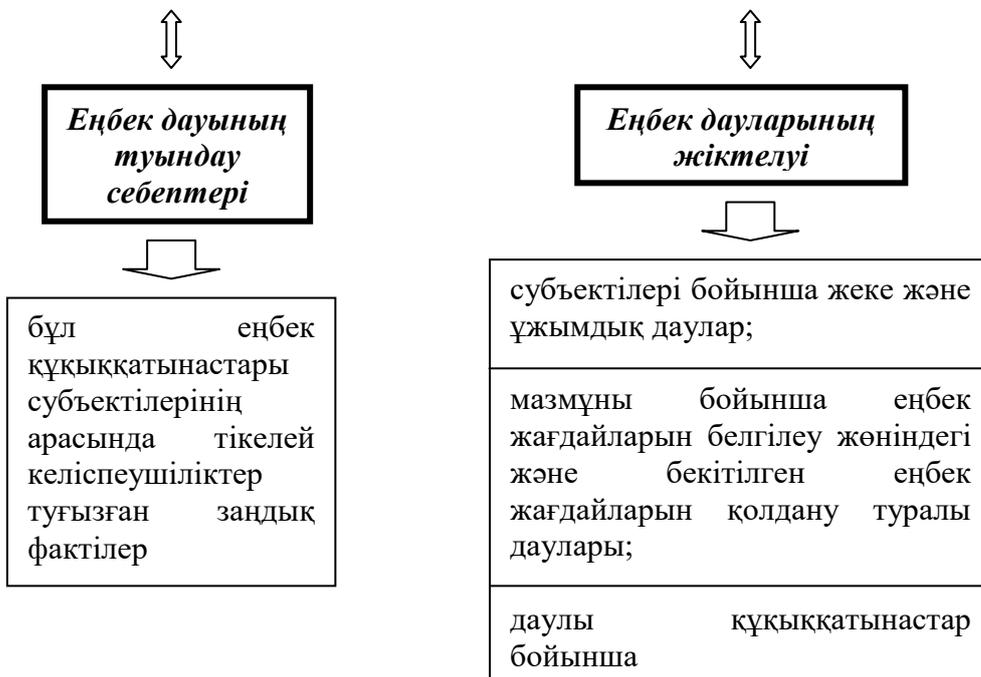 Еңбек дауының
туындау
себептері
бұл еңбек
құқыққатынастары
субъектілерінің
арасында тікелей
келіспеушіліктер
туғызған заңдық
фактілер
Еңбек дауларының
жіктелуі
субъектілері бойынша жеке және
ұжымдық даулар;
мазмұны бойынша еңбек
жағдайларын белгілеу жөніндегі
және бекітілген еңбек
жағдайларын қолдану туралы
даулары;
даулы құқыққатынастар
бойынша